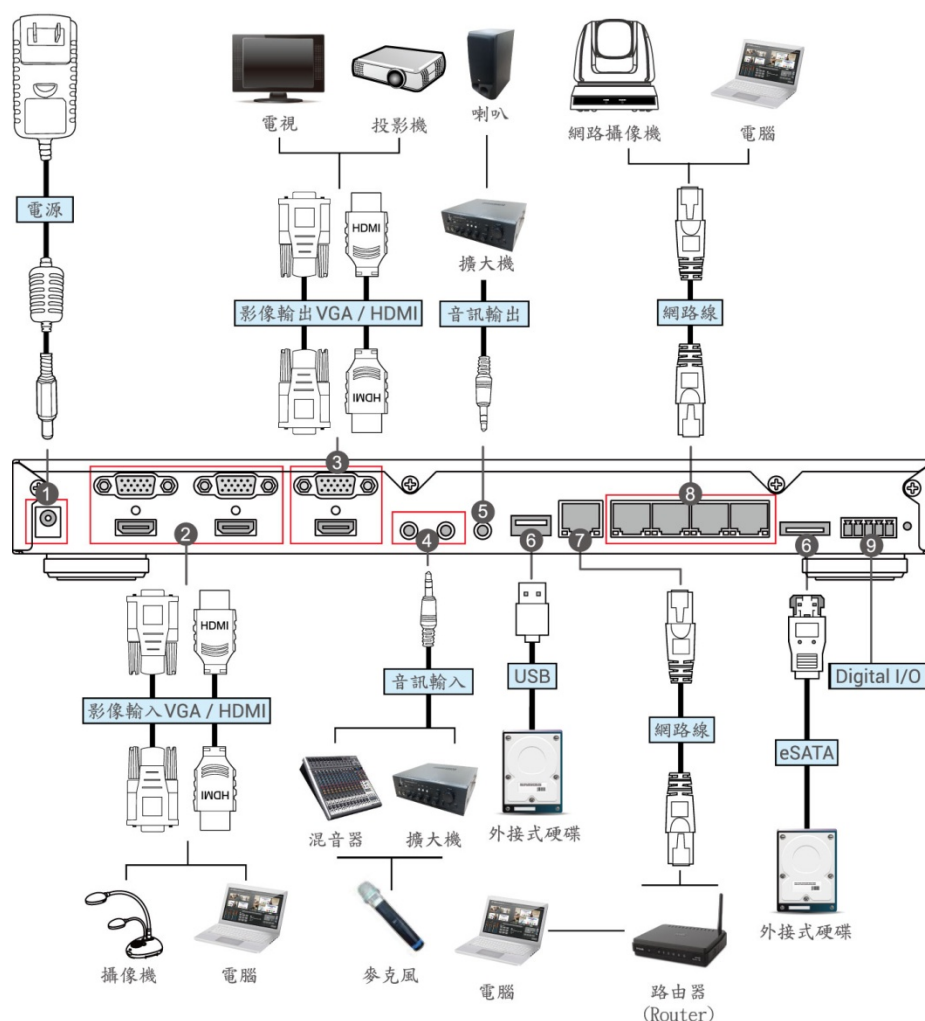 電視
投影機
喇叭
網路攝像機
電腦
電源
HDMI
擴大機
影像輸出VGA / HDMI
音訊輸出
網路線
HDMI
1
2
3
4
5
6
7
8
6
9
HDMI
音訊輸入
USB
Digital I/O
影像輸入VGA / HDMI
網路線
eSATA
HDMI
混音器
擴大機
外接式硬碟
攝像機
電腦
麥克風
電腦
路由器
(Router)
外接式硬碟